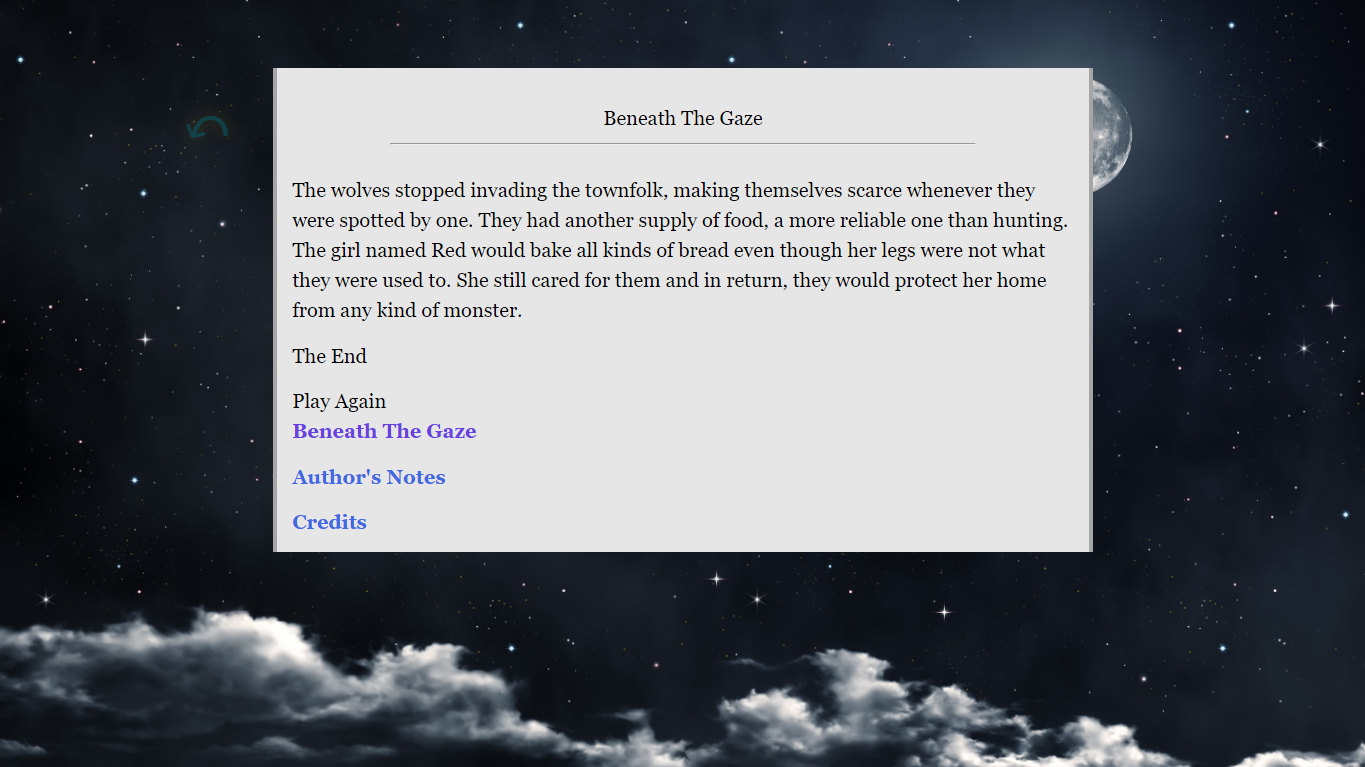 Beneath The Gaze
The wolves stopped invading the townfolk, making themselves scarce whenever they
were spotted by one. They had another supply of food, a more reliable one than hunting.
The girl named Red would bake all kinds of bread even though her legs were not what
they were used to. She still cared for them and in return, they would protect her home
from any kind of monster.
The End
Play Again
Beneath The Gaze
Author's Notes
Credits